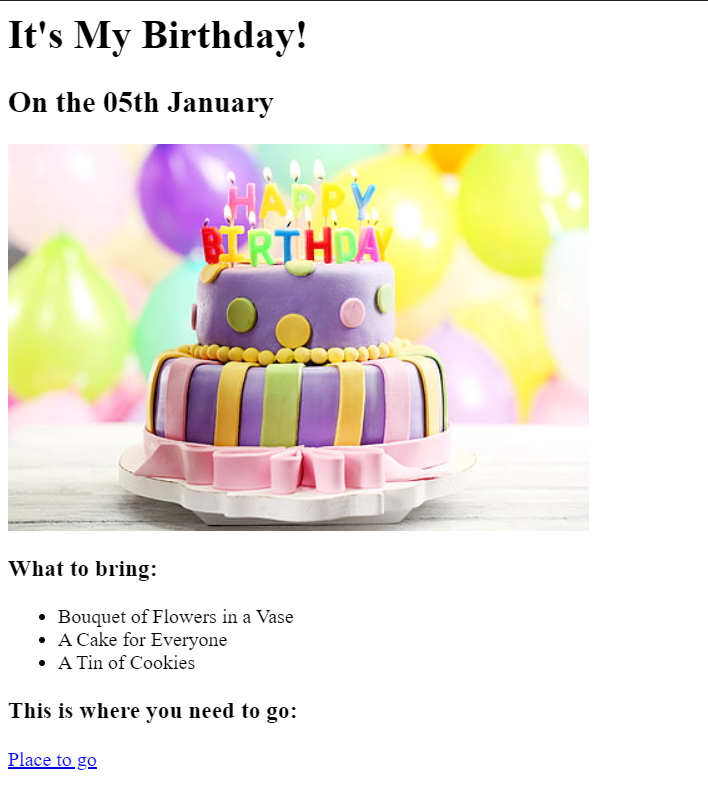 It's My Birthday!
On the 05th January
HAPPY
BIRTHDAY
What to bring:
Bouquet of Flowers in a Vase
A Cake for Everyone
A Tin of Cookies
This is where you need to go:
Place to go